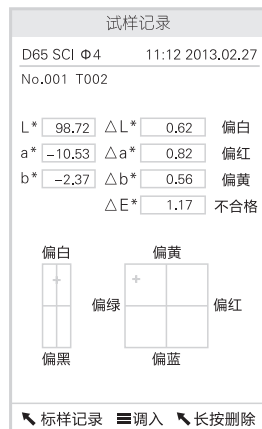 试样记录
D65 SCI Φ4 11:12 2013.02.27
No.001 T002
L* 98.72 △L* 0.62 偏白
a* -10.53 △a* 0.82 偏红
b* -2.37 △b* 0.56 偏黄
△E* 1.17 不合格
偏白 偏黄
偏绿 偏红
偏黑 偏蓝
标样记录 调入 长按删除